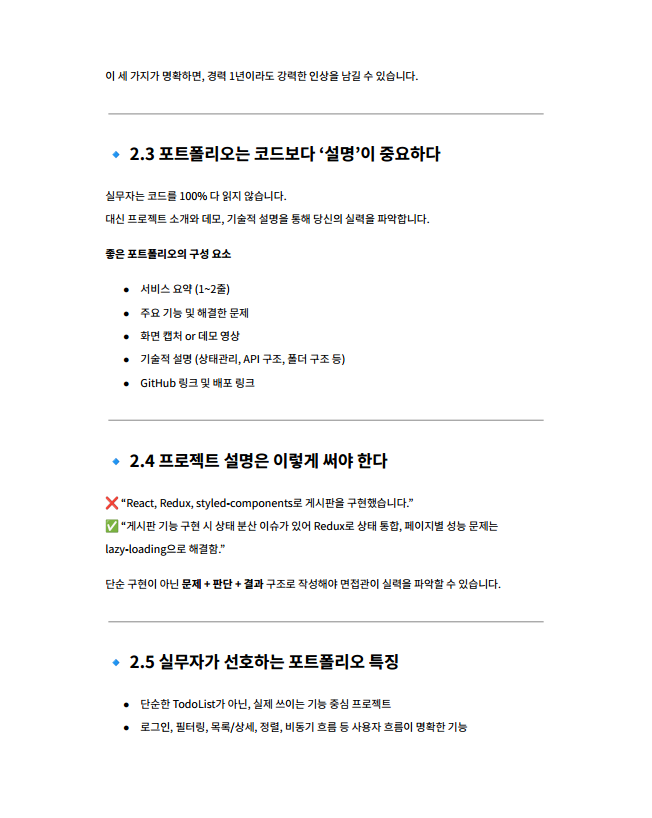 이 세 가지가 명확하면, 경력 1년이라도 강력한 인상을 남길 수 있습니다.
🔹 2.3 포트폴리오는 코드보다 ‘설명’이 중요하다
실무자는 코드를 100% 다 읽지 않습니다.
대신 프로젝트 소개와 데모, 기술적 설명을 통해 당신의 실력을 파악합니다.
좋은 포트폴리오의 구성 요소
● 서비스 요약 (1~2줄)
● 주요 기능 및 해결한 문제
● 화면 캡처 or 데모 영상
● 기술적 설명 (상태관리, API 구조, 폴더 구조 등)
● GitHub 링크 및 배포 링크
🔹 2.4 프로젝트 설명은 이렇게 써야 한다
❌ “React, Redux, styled-components로 게시판을 구현했습니다.”
✅ “게시판 기능 구현 시 상태 분산 이슈가 있어 Redux로 상태 통합, 페이지별 성능 문제는
lazy-loading으로 해결함.”
단순 구현이 아닌 문제 + 판단 + 결과 구조로 작성해야 면접관이 실력을 파악할 수 있습니다.
🔹 2.5 실무자가 선호하는 포트폴리오 특징
● 단순한 TodoList가 아닌, 실제 쓰이는 기능 중심 프로젝트
● 로그인, 필터링, 목록/상세, 정렬, 비동기 흐름 등 사용자 흐름이 명확한 기능